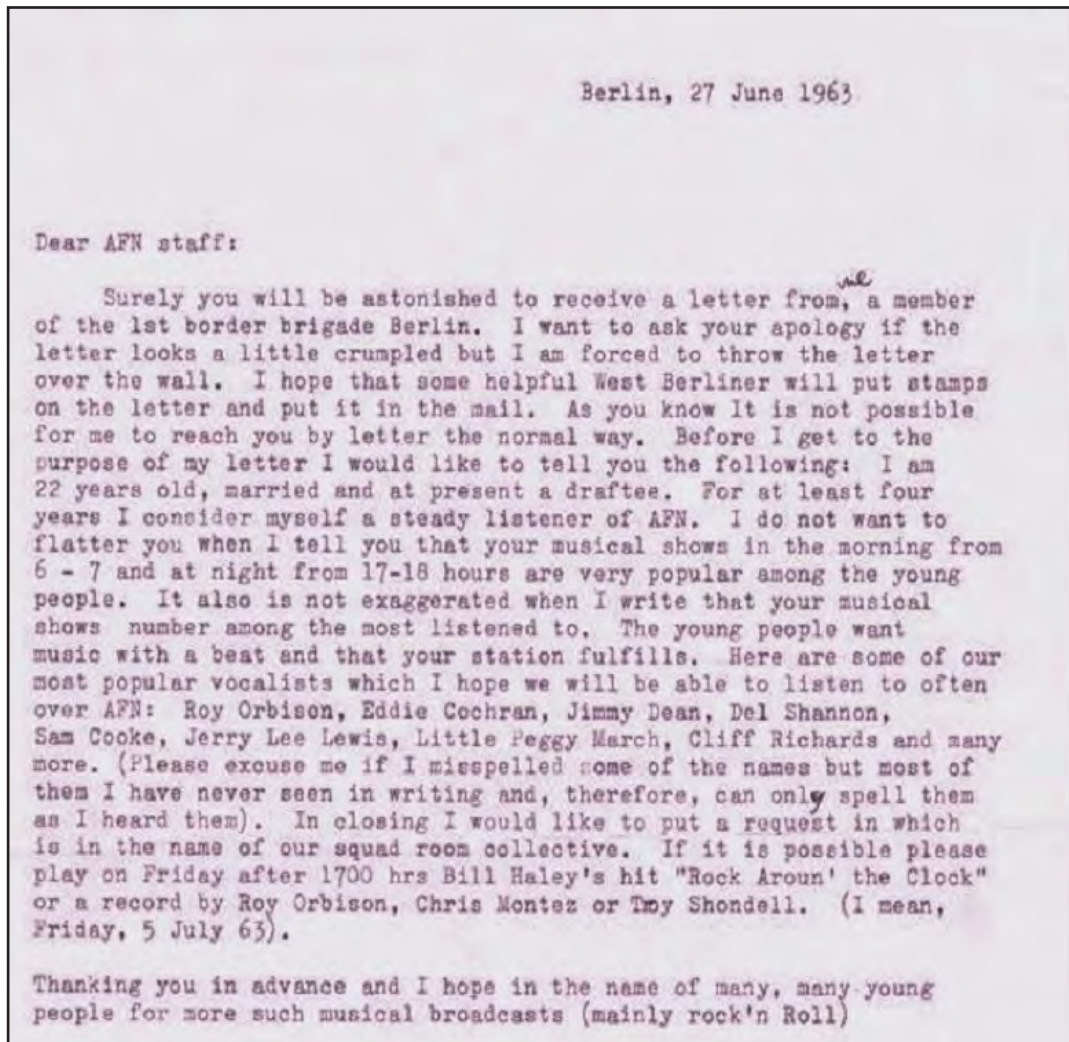 Berlin, 27 June 1963
Dear AFN staff:
me
Surely you will be astonished to receive a letter from, a member
of the 1st border brigade Berlin. I want to ask your apology if the
letter looks a little crumpled but I am forced to throw the letter
over the wall. I hope that some helpful West Berliner will put stamps
on the letter and put it in the mail. As you know It is not possible
for me to reach you by letter the normal way. Before I get to the
purpose of my letter I would like to tell you the following: I am
22 years old, married and at present a draftee. For at least four
years I consider myself a steady listener of AFN. I do not want to
flatter you when I tell you that your musical shows in the morning from
6 - 7 and at night from 17-18 hours are very popular among the young
people. It also is not exaggerated when I write that your musical
shows number among the most listened to. The young people want
music with a beat and that your station fulfills. Here are some of our
most popular vocalists which I hope we will be able to listen to often
over AFN: Roy Orbison, Eddie Cochran, Jimmy Dean, Del Shannon,
Sam Cooke, Jerry Lee Lewis, Little Peggy March, Cliff Richards and many
more. (Please excuse me if I misspelled some of the names but most of
them I have never seen in writing and, therefore, can only spell them
as I heard them). In closing I would like to put a request in which
is in the name of our squad room collective. If it is possible please
play on Friday after 1700 hrs Bill Haley's hit "Rock Aroun' the Clock"
or a record by Roy Orbison, Chris Montez or Troy Shondell. (I mean,
Friday, 5 July 63).
Thanking you in advance and I hope in the name of many, many young
people for more such musical broadcasts (mainly rock'n Roll)